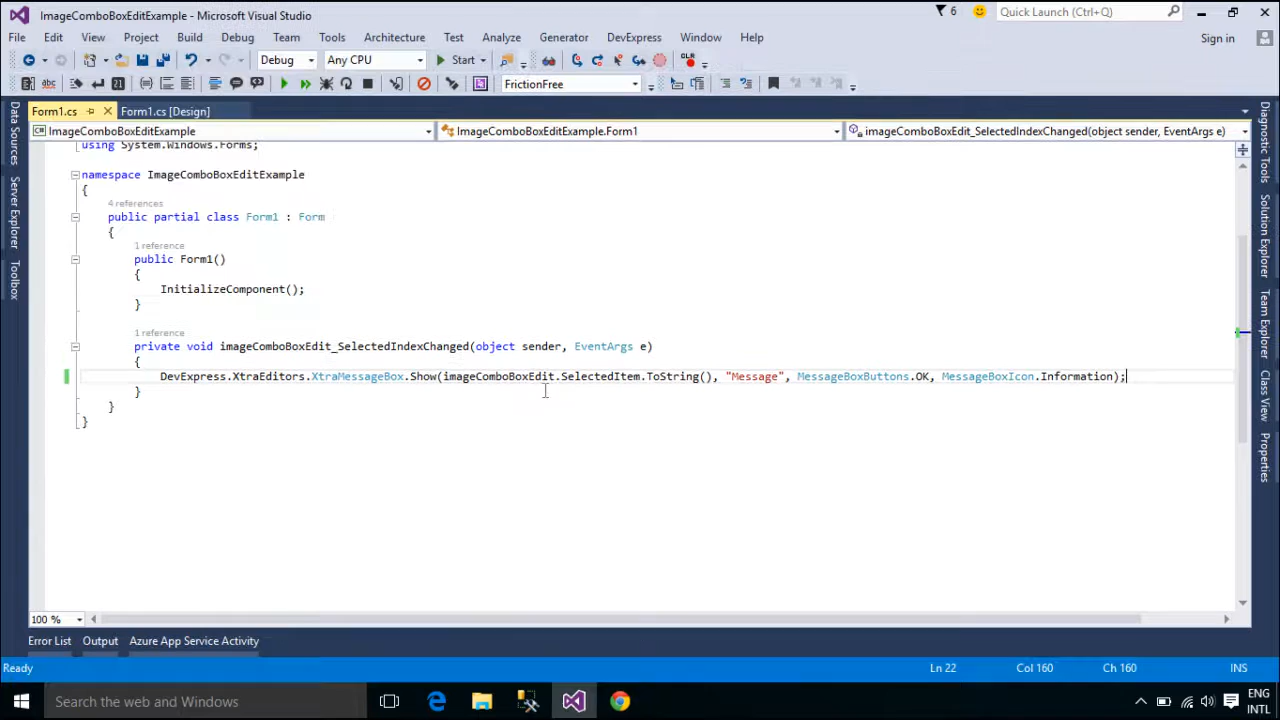 ImageComboBoxEditExample - Microsoft Visual Studio
6
Quick Launch (Ctrl+Q)
File Edit View Project Build Debug Team Tools Architecture Test Analyze Generator DevExpress Window Help
Sign in
Debug Any CPU Start
FrictionFree
Form1.cs Form1.cs [Design]
ImageComboBoxEditExample ImageComboBoxEditExample.Form1 imageComboBoxEdit_SelectedIndexChanged(object sender, EventArgs e)
using System.Windows.Forms;
namespace ImageComboBoxEditExample
{
4 references
public partial class Form1 : Form
{
1 reference
public Form1()
{
InitializeComponent();
}
1 reference
private void imageComboBoxEdit_SelectedIndexChanged(object sender, EventArgs e)
{
DevExpress.XtraEditors.XtraMessageBox.Show(imageComboBoxEdit.SelectedItem.ToString(), "Message", MessageBoxButtons.OK, MessageBoxIcon.Information);
}
}
}
Data Sources
Server Explorer
Toolbox
Diagnostic Tools
Solution Explorer
Team Explorer
Class View
Properties
100 %
Error List Output Azure App Service Activity
Ready Ln 22 Col 160 Ch 160 INS
Search the web and Windows
ENG
INTL